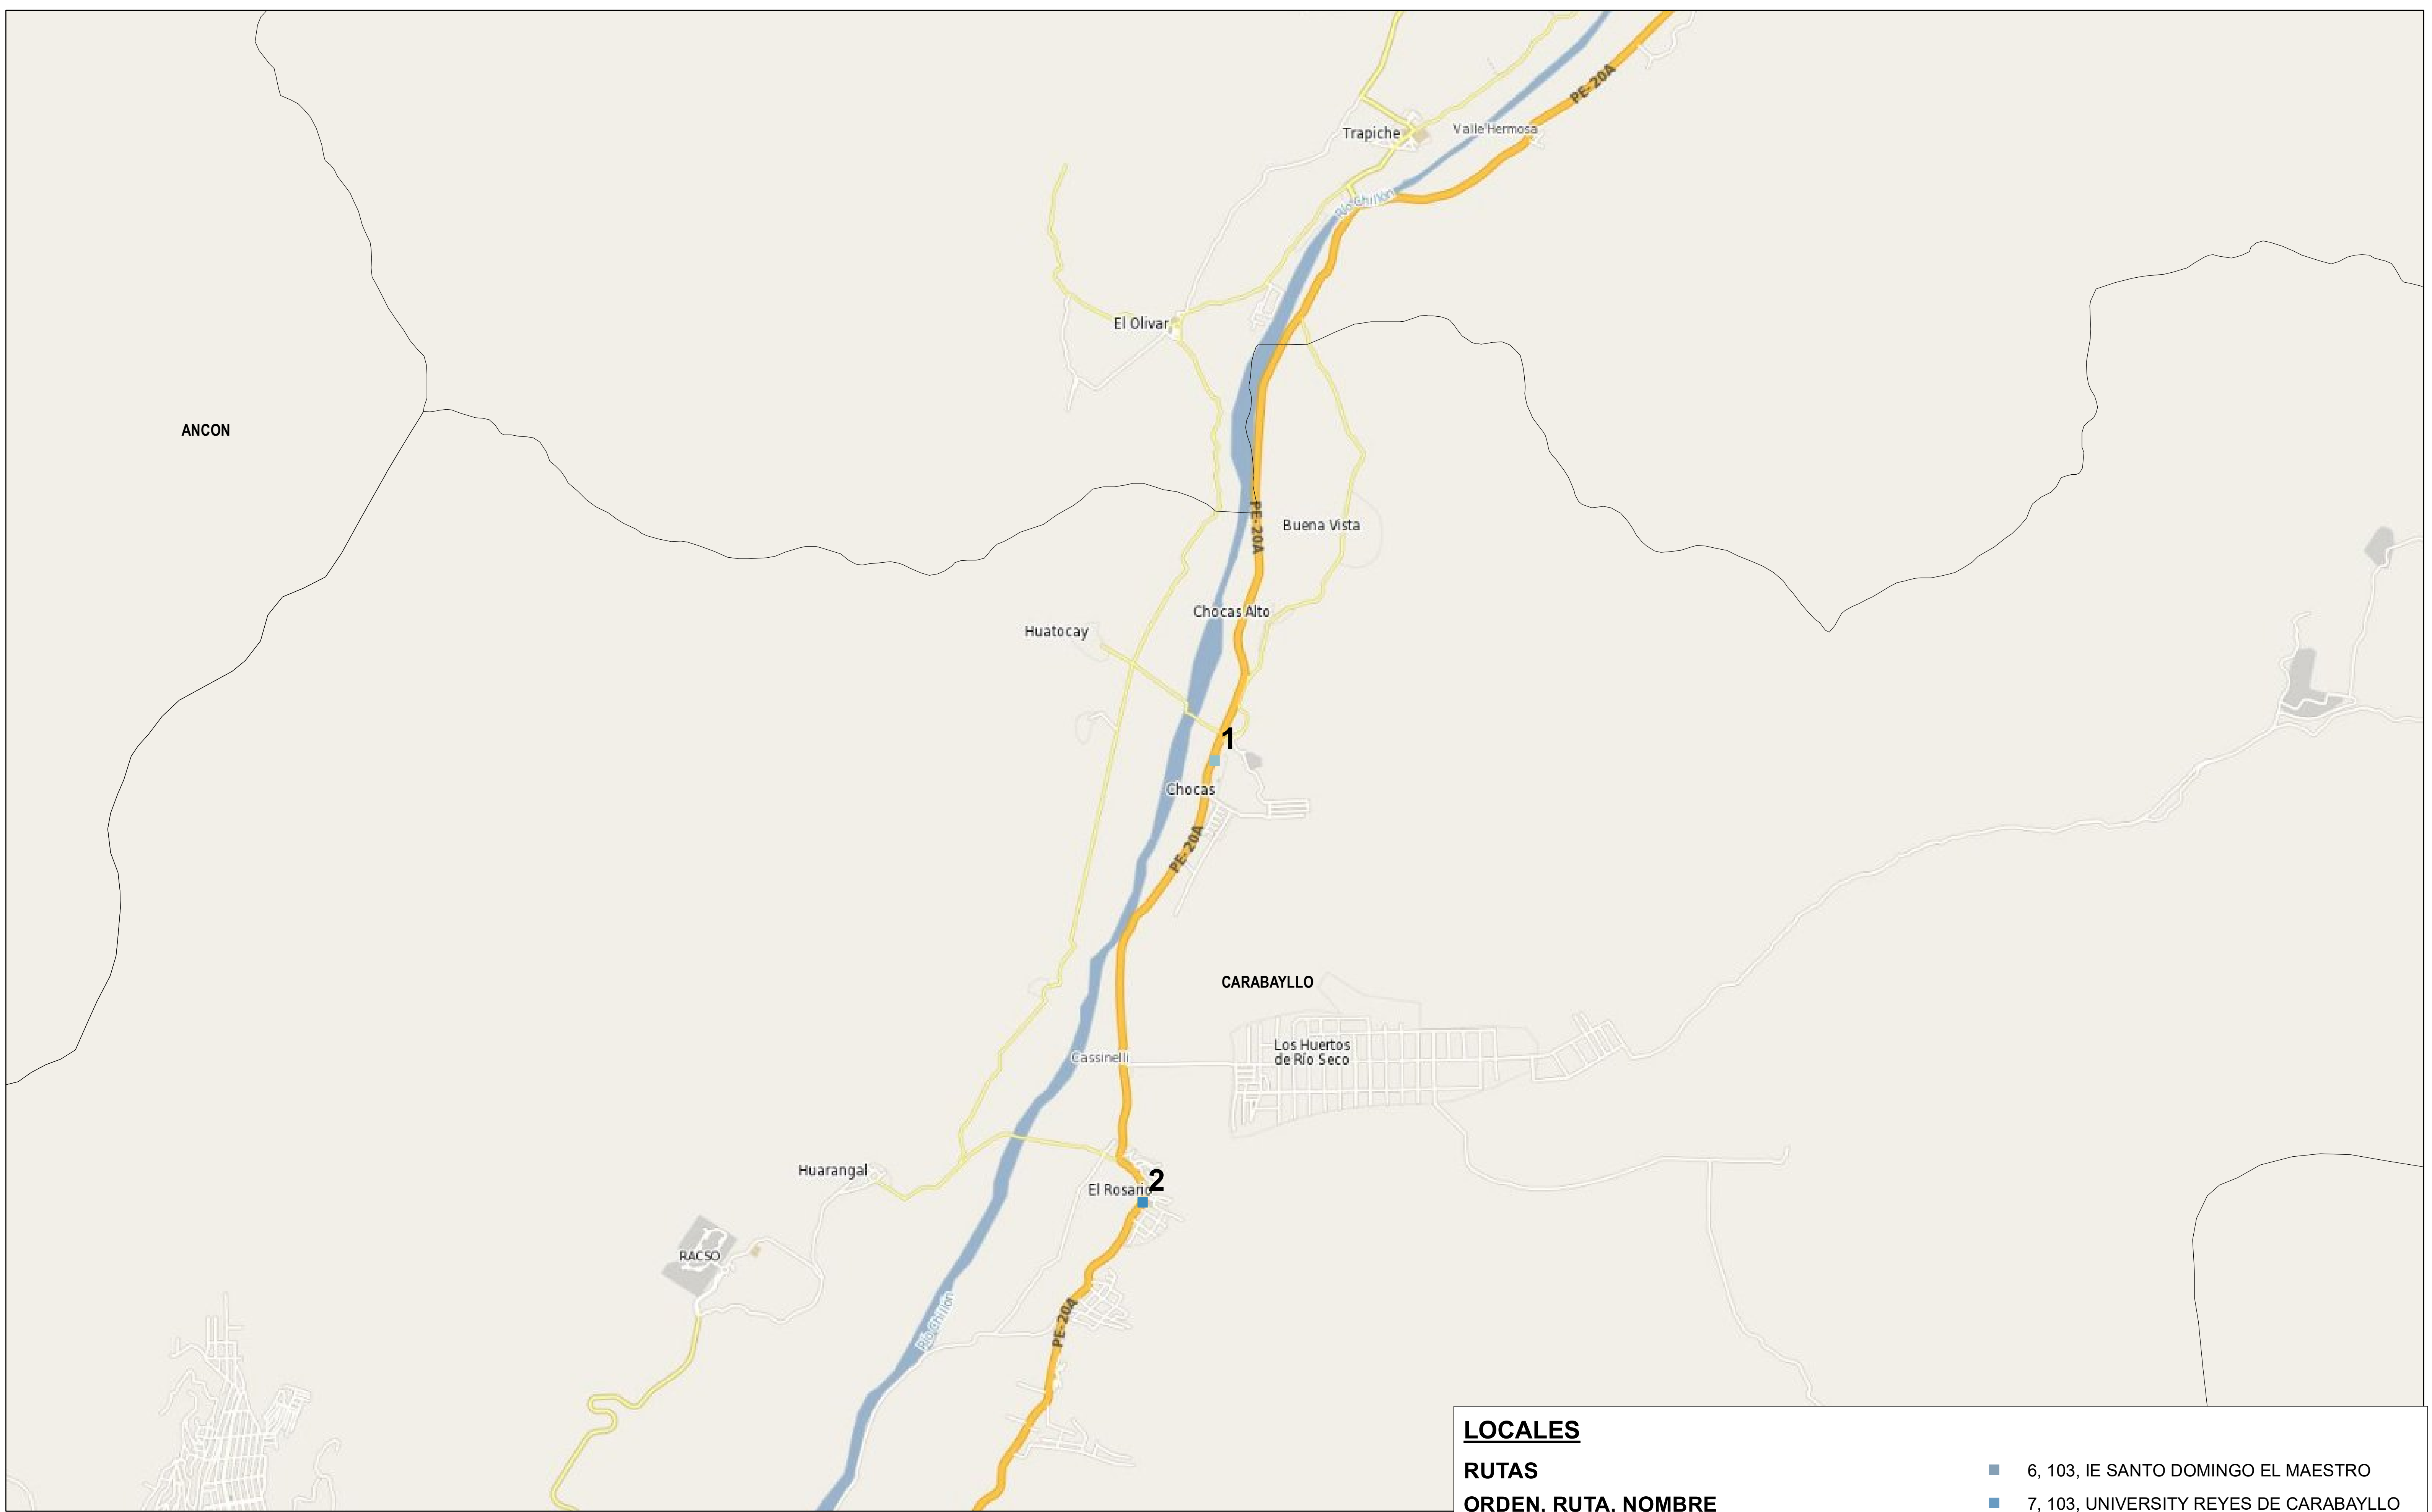 PE-20A
Trapiche
Valle Hermosa
Río Chillón
El Olivar
ANCON
PE-20A
Buena Vista
Chocas Alto
Huatocay
1
Chocas
PE-20A
CARABAYLLO
Los Huertos
de Río Seco
Cassinelli
Huarangal
2
El Rosario
RACSO
Río Chillón
PE-20A
LOCALES
RUTAS
ORDEN, RUTA, NOMBRE
6, 103, IE SANTO DOMINGO EL MAESTRO
7, 103, UNIVERSITY REYES DE CARABAYLLO